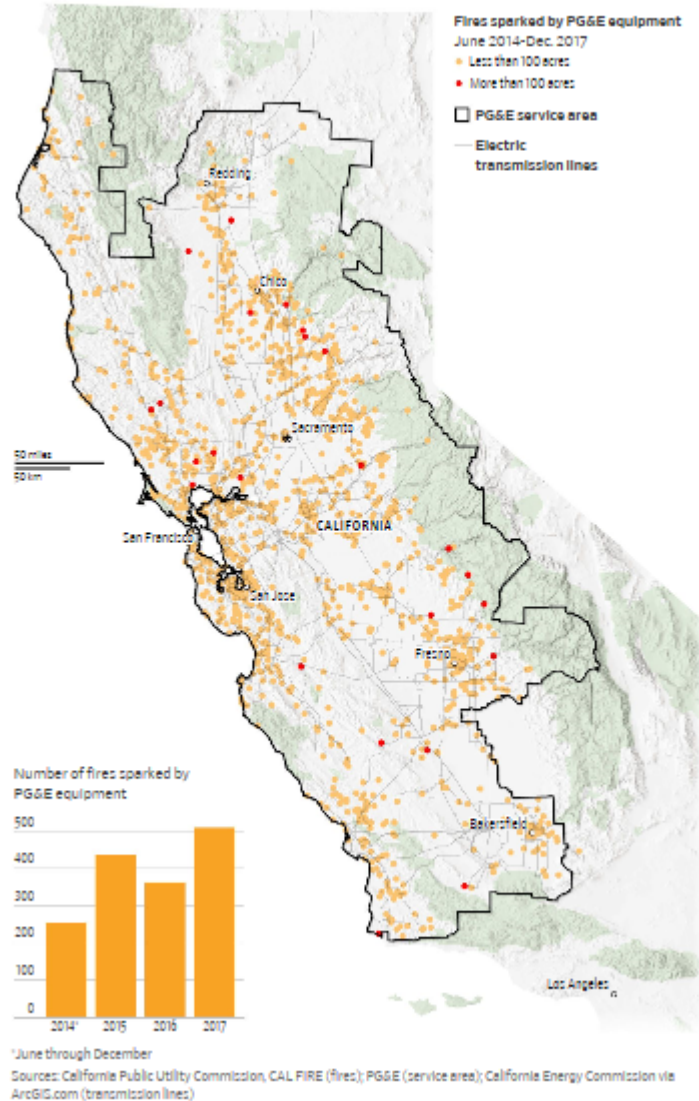 Fires sparked by PG&E equipment
June 2014-Dec. 2017
Less than 100 acres
More than 100 acres
PG&E service area
Electric
transmission lines
Redding
Chico
Sacramento
50 miles
50 km
CALIFORNIA
San Francisco
San Jose
Fresno
Number of fires sparked by
PG&E equipment
500
400
300
200
100
0
2014*
2015
2016
2017
Bakersfield
Los Angeles
*June through December
Sources: California Public Utility Commission, CAL FIRE (fires); PG&E (service area); California Energy Commission via
ArcGIS.com (transmission lines)